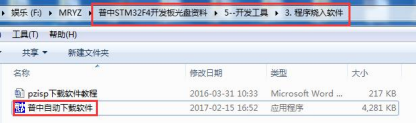 娱乐 (F:) ▸ MRYZ ▸ 普中STM32F4开发板光盘资料 ▸ 5--开发工具 ▸ 3. 程序烧入软件
工具(T) 帮助(H)
共享 新建文件夹
名称 修改日期 类型 大小
pzisp下载软件教程 2016-03-31 10:33 Microsoft Word ... 217 KB
普中自动下载软件 2017-02-15 16:52 应用程序 4,281 KB